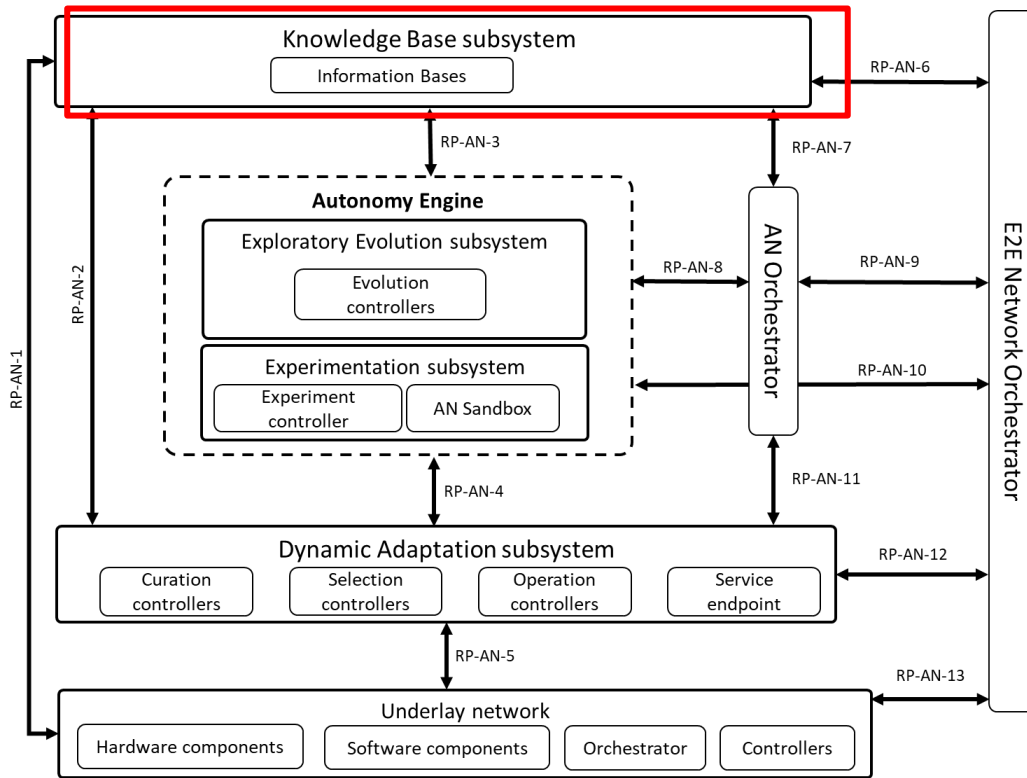 Knowledge Base subsystem
Information Bases
RP-AN-6
RP-AN-3
RP-AN-7
Autonomy Engine
Exploratory Evolution subsystem
Evolution
controllers
RP-AN-2
RP-AN-8
AN Orchestrator
RP-AN-9
E2E Network Orchestrator
RP-AN-1
Experimentation subsystem
Experiment
controller
AN Sandbox
RP-AN-10
RP-AN-4
RP-AN-11
Dynamic Adaptation subsystem
Curation
controllers
Selection
controllers
Operation
controllers
Service
endpoint
RP-AN-12
RP-AN-5
RP-AN-13
Underlay network
Hardware components
Software components
Orchestrator
Controllers